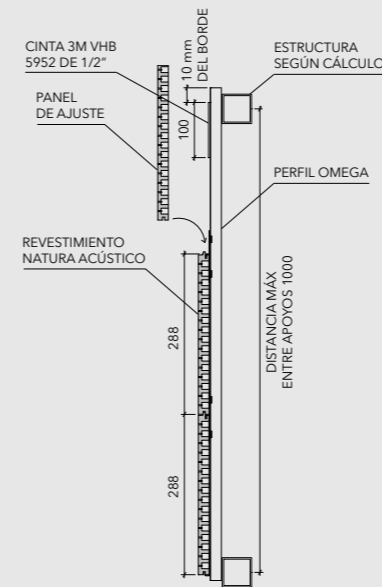 CINTA 3M VHB
5952 DE 1/2"
PANEL
DE AJUSTE
10 mm
DEL BORDE
100
ESTRUCTURA
SEGÚN CÁLCULO
PERFIL OMEGA
REVESTIMIENTO
NATURA ACÚSTICO
288
288
DISTANCIA MÁX
ENTRE APOYOS 1000